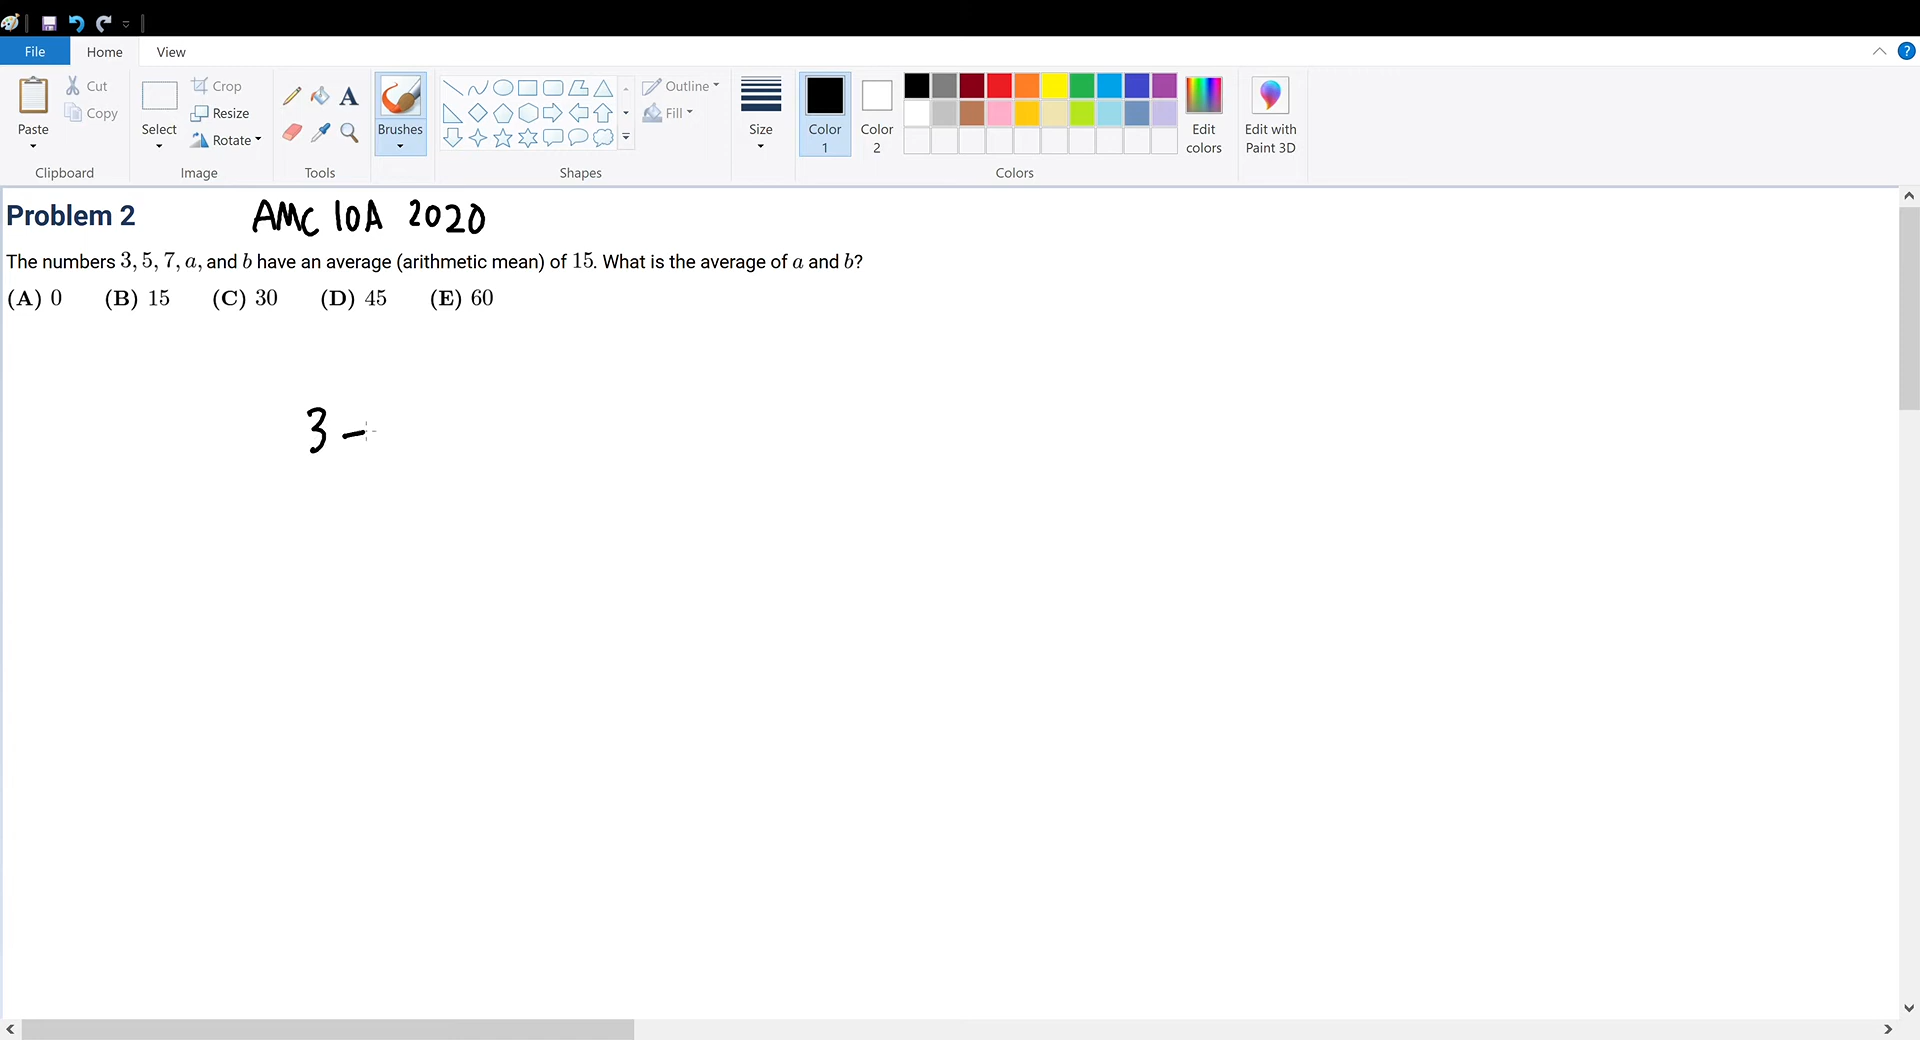 File Home View
Paste Cut Copy Clipboard
Select Crop Resize Rotate Image
Tools
Brushes
Shapes Outline Fill
Size
Color 1 Color 2 Edit colors Colors
Edit with Paint 3D
Problem 2 AMC 10A 2020
The numbers 3, 5, 7, a, and b have an average (arithmetic mean) of 15. What is the average of a and b?
(A) 0 (B) 15 (C) 30 (D) 45 (E) 60
3 –